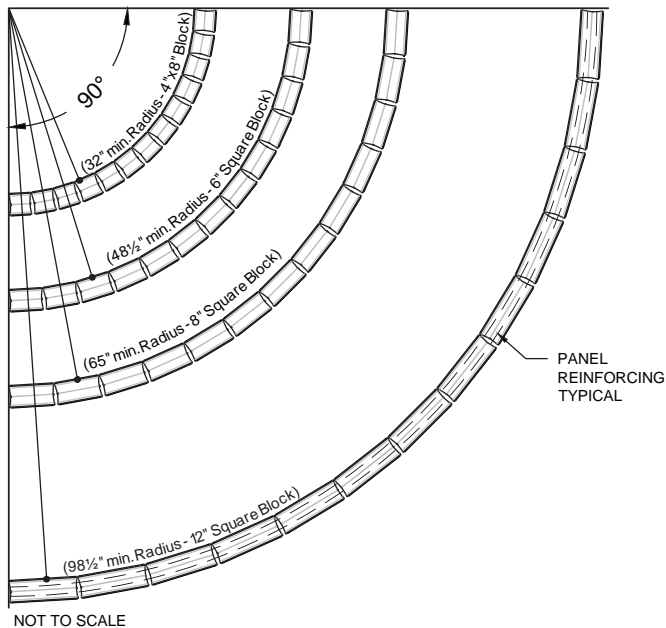 90°
(32" min. Radius - 4"x8" Block)
(48½" min. Radius - 6" Square Block)
(65" min. Radius - 8" Square Block)
PANEL
REINFORCING
TYPICAL
(98½" min. Radius - 12" Square Block)
NOT TO SCALE